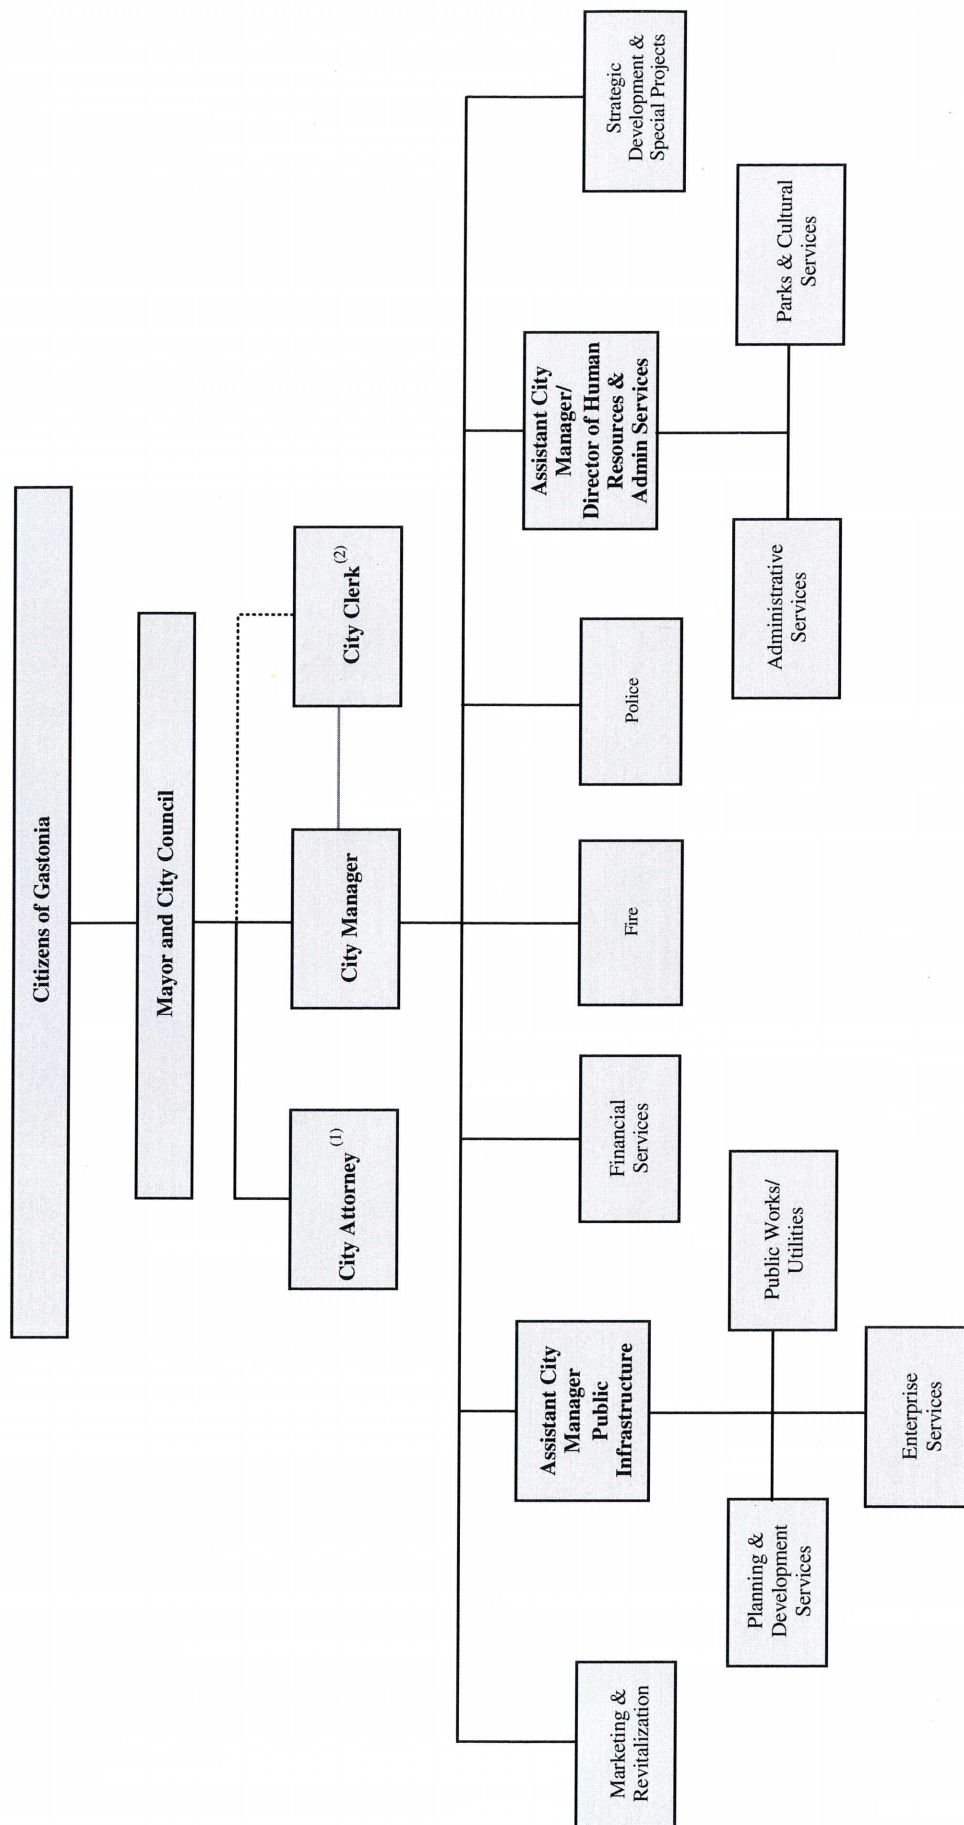 Citizens of Gastonia
Mayor and City Council
City Attorney (1)
City Manager
City Clerk (2)
Marketing &
Revitalization
Assistant City
Manager
Public
Infrastructure
Financial
Services
Fire
Police
Assistant City
Manager/
Director of Human
Resources &
Admin Services
Strategic
Development &
Special Projects
Planning &
Development
Services
Public Works/
Utilities
Enterprise
Services
Administrative
Services
Parks & Cultural
Services